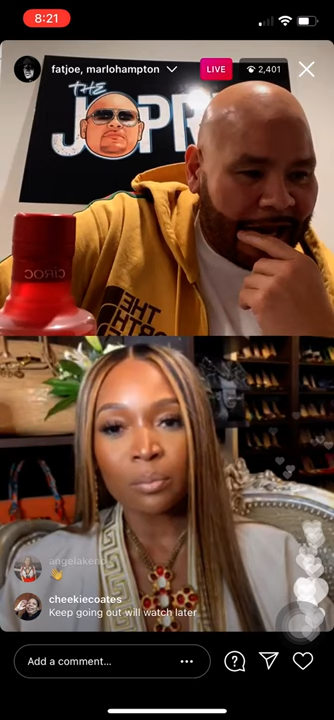 8:21
fatjoe, marlohampton
LIVE
2,401
THE
CIROC
THE
NORTH
angelaken
👋
cheekiecoates
Keep going out will watch later
Add a comment...